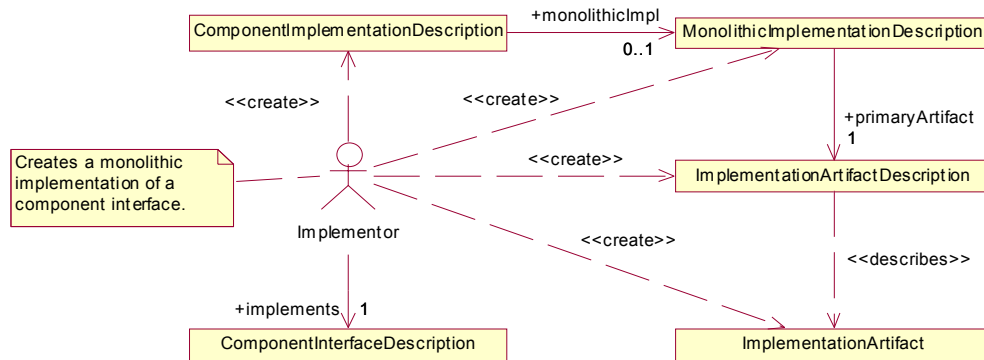 +monolithicImpl
ComponentImplementationDescription
MonolithicImplementationDescription
0..1
<<create>>
<<create>>
+primaryArtifact
1
Creates a monolithic
implementation of a
component interface.
<<create>>
ImplementationArtifactDescription
Implementor
<<create>>
<<describes>>
+implements
1
ComponentInterfaceDescription
ImplementationArtifact